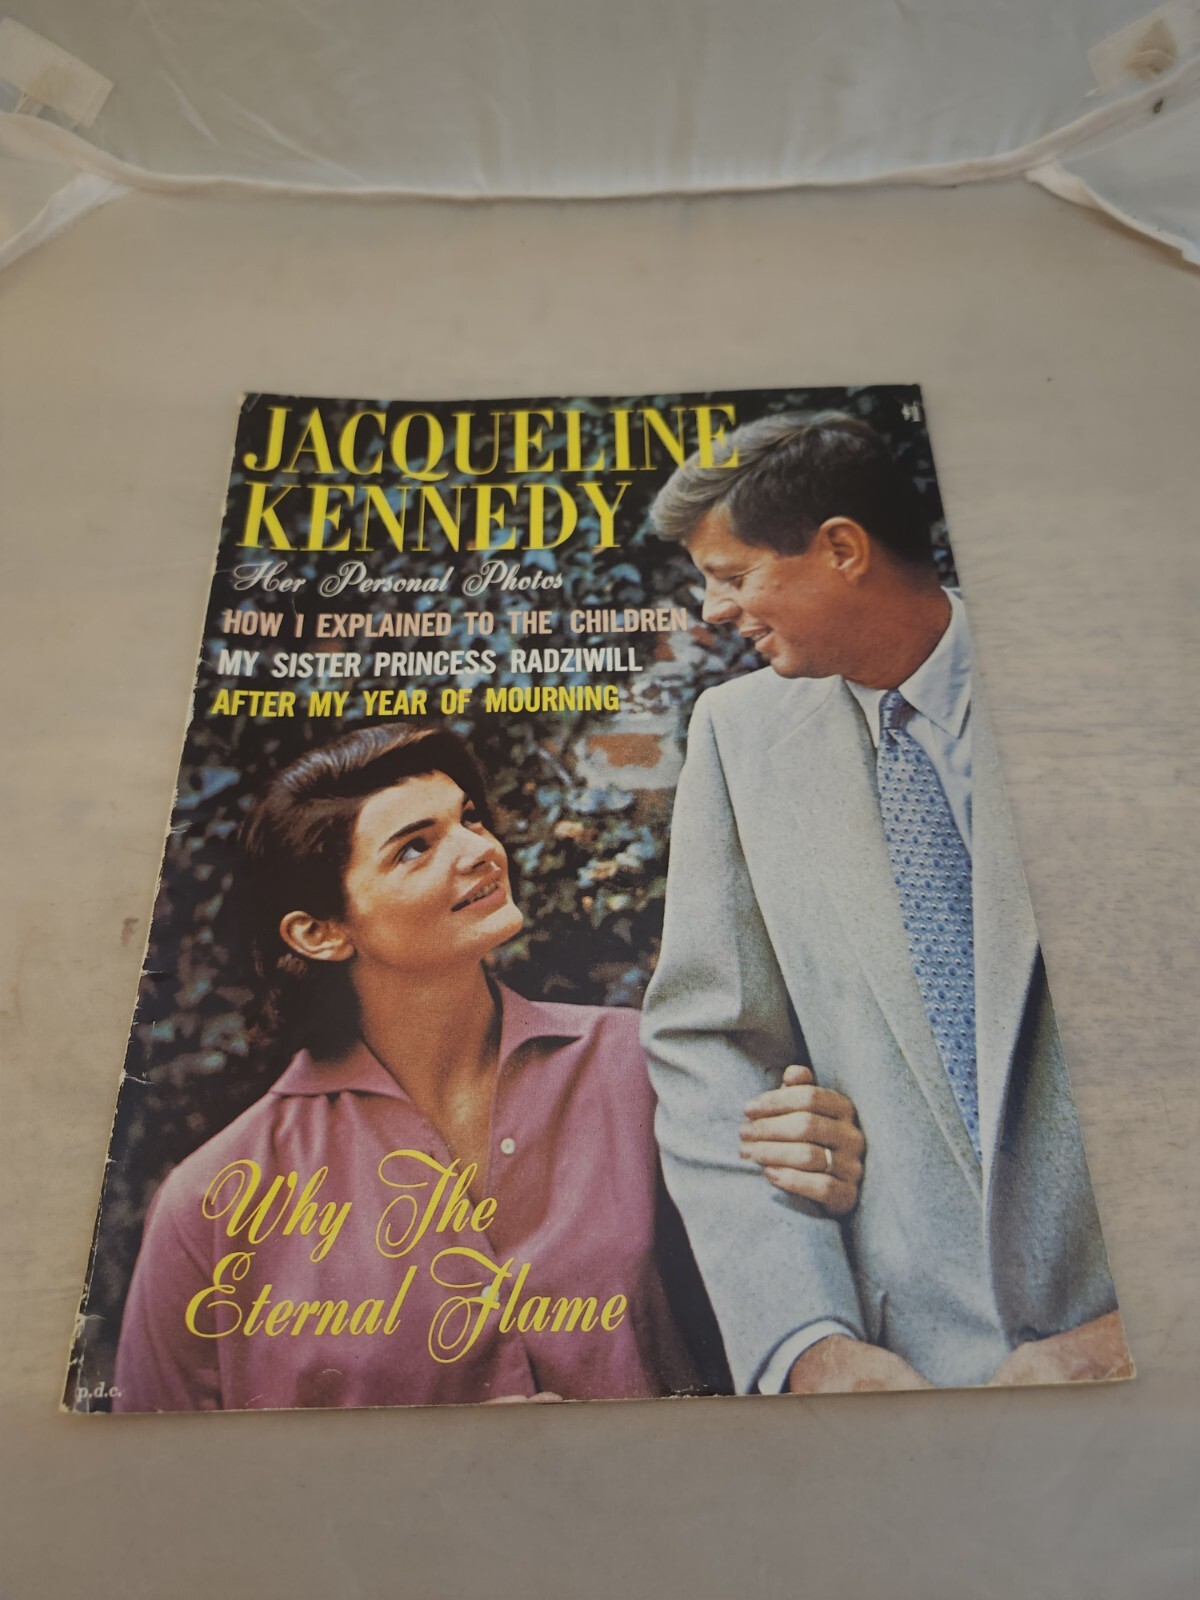 JACQUELINE
KENNEDY
$1
Her Personal Photos
HOW I EXPLAINED TO THE CHILDREN
MY SISTER PRINCESS RADZIWILL
AFTER MY YEAR OF MOURNING
Why The
Eternal Flame
p.d.c.